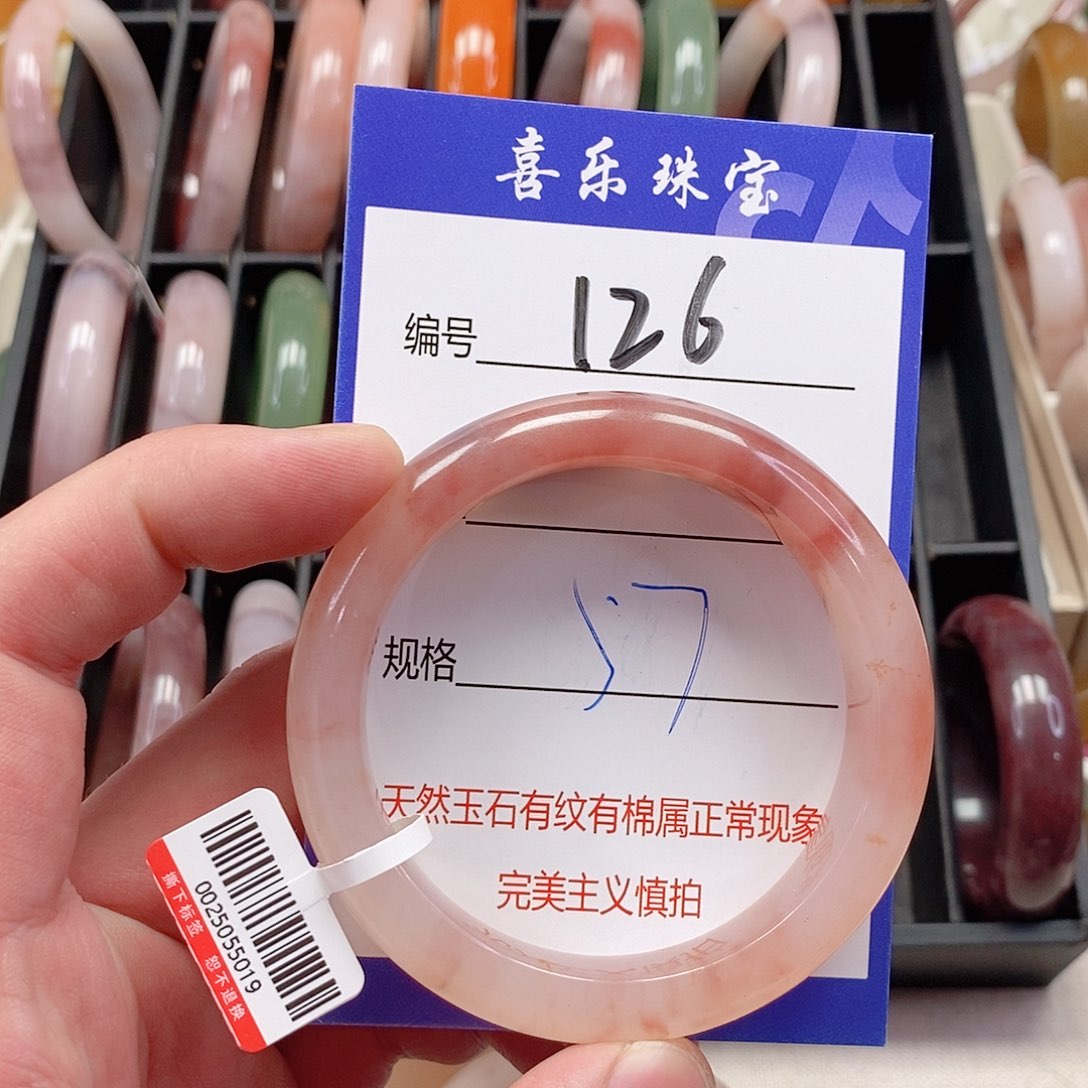 喜乐珠宝
编号 126
规格 57
天然玉石有纹有棉属正常现象
完美主义慎拍
0025055019
撕下标签 恕不退换